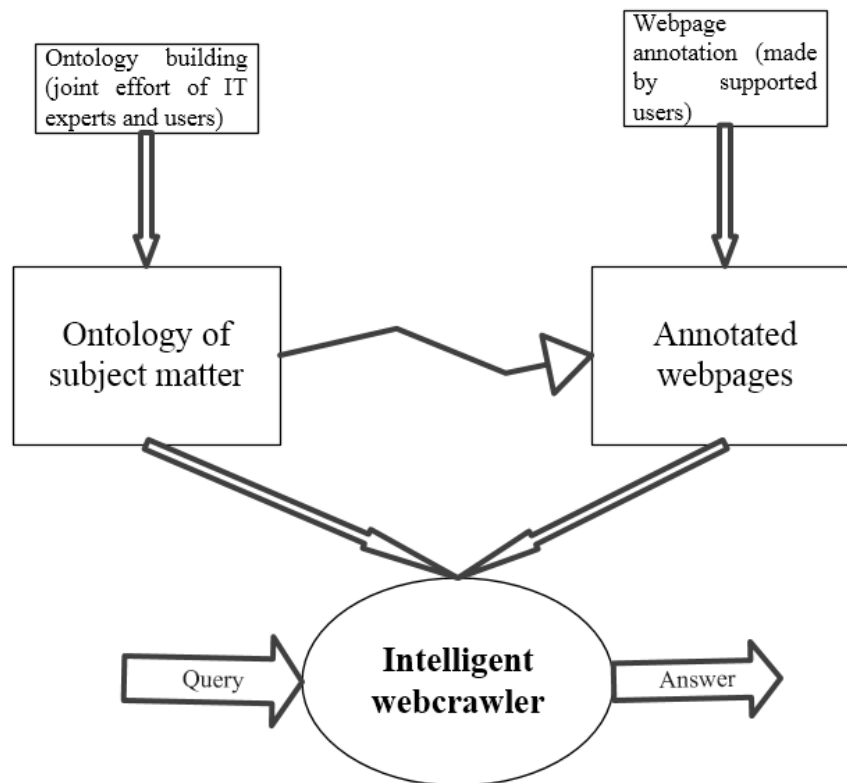 Ontology building
(joint effort of IT
experts and users)
Webpage
annotation (made
by supported
users)
Ontology of
subject matter
Annotated
webpages
Query
Intelligent
webcrawler
Answer